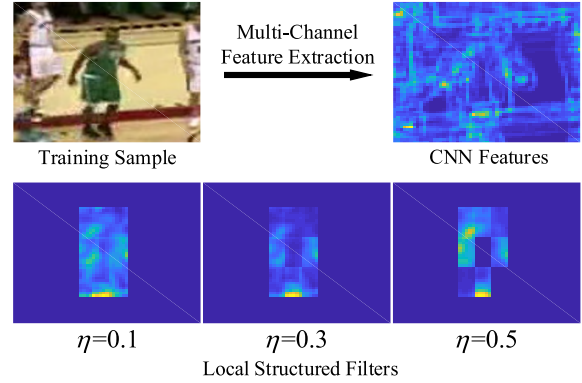 Multi-Channel
Feature Extraction
Training Sample
CNN Features
η=0.1
η=0.3
η=0.5
Local Structured Filters